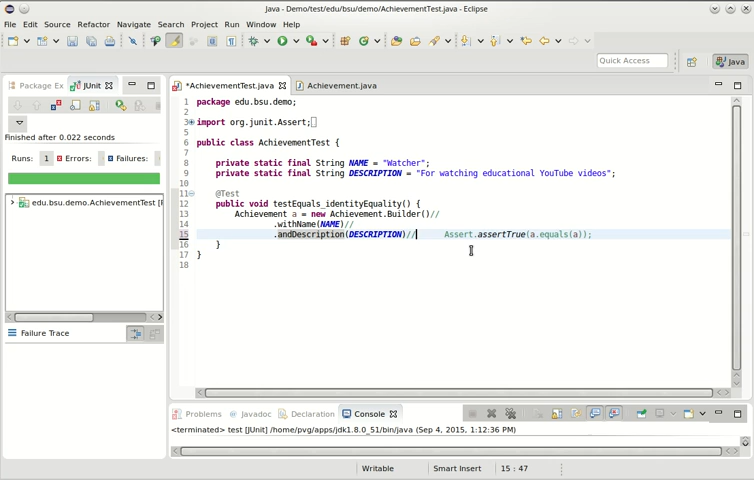 Java - Demo/test/edu/bsu/demo/AchievementTest.java - Eclipse
File Edit Source Refactor Navigate Search Project Run Window Help
Quick Access
Java
Package Ex
JUnit
*AchievementTest.java
Achievement.java
Finished after 0.022 seconds
Runs: 1 Errors: Failures:
edu.bsu.demo.AchievementTest [
Failure Trace
1 package edu.bsu.demo;
2
3 import org.junit.Assert;
5
6 public class AchievementTest {
7
8 private static final String NAME = "Watcher";
9 private static final String DESCRIPTION = "For watching educational YouTube videos";
10
11 @Test
12 public void testEquals_identityEquality() {
13 Achievement a = new Achievement.Builder()//
14 .withName(NAME)//
15 .andDescription(DESCRIPTION)// Assert.assertTrue(a.equals(a));
16 }
17 }
18
Problems Javadoc Declaration Console
<terminated> test [JUnit] /home/pvg/apps/jdk1.8.0_51/bin/java (Sep 4, 2015, 1:12:36 PM)
Writable Smart Insert 15 : 47